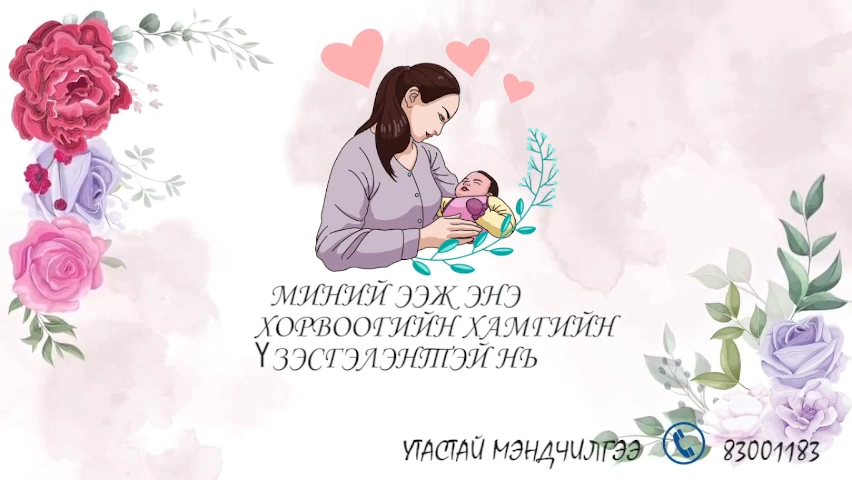 МИНИЙ ЭЭЖ ЭНЭ
ХОРВООГИЙН ХАМГИЙН
ҮЗЭСГЭЛЭНТЭЙ НЬ
УТАСТАЙ МЭНДЧИЛГЭЭ 83001183